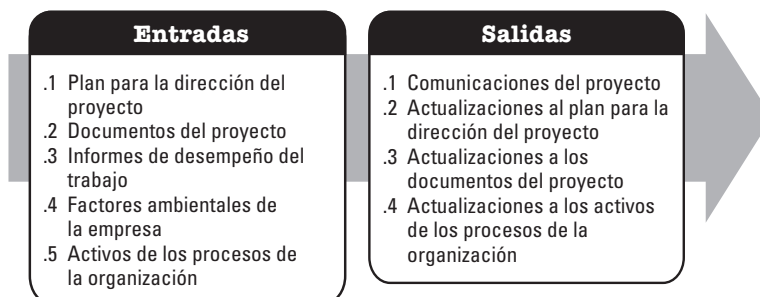 Entradas
.1 Plan para la dirección del
proyecto
.2 Documentos del proyecto
.3 Informes de desempeño del
trabajo
.4 Factores ambientales de
la empresa
.5 Activos de los procesos de
la organización
Salidas
.1 Comunicaciones del proyecto
.2 Actualizaciones al plan para la
dirección del proyecto
.3 Actualizaciones a los
documentos del proyecto
.4 Actualizaciones a los activos
de los procesos de la
organización